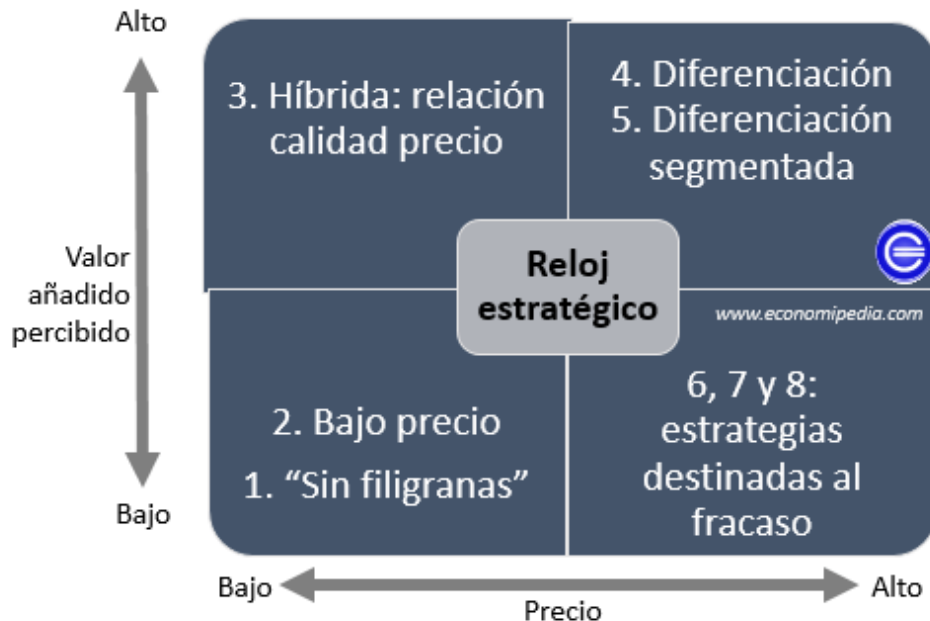 Alto
3. Híbrida: relación
calidad precio
4. Diferenciación
5. Diferenciación
segmentada
Valor
añadido
percibido
Reloj
estratégico
www.economipedia.com
2. Bajo precio
1. “Sin filigranas”
6, 7 y 8:
estrategias
destinadas al
fracaso
Bajo
Bajo
Precio
Alto